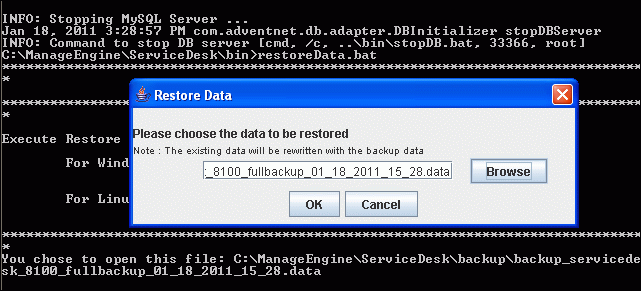 INFO: Stopping MySQL Server ...
Jan 18, 2011 3:28:57 PM com.adventnet.db.adapter.DBInitializer stopDBServer
INFO: Command to stop DB server [cmd, /c, ..\bin\stopDB.bat, 33366, root]
C:\ManageEngine\ServiceDesk\bin>restoreData.bat
*******************************************************************************
*
*******************************************************************************
*
Restore Data
Please choose the data to be restored
Note : The existing data will be rewritten with the backup data
_8100_fullbackup_01_18_2011_15_28.data
Browse
OK
Cancel
Execute Restore
For Wind
For Linu
*******************************************************************************
*
You chose to open this file: C:\ManageEngine\ServiceDesk\backup\backup_servicede
sk_8100_fullbackup_01_18_2011_15_28.data